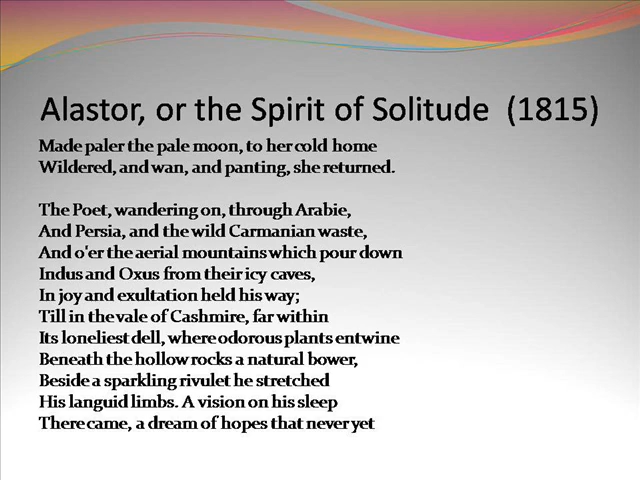 Alastor, or the Spirit of Solitude (1815)
Made paler the pale moon, to her cold home
Wildered, and wan, and panting, she returned.

The Poet, wandering on, through Arabie,
And Persia, and the wild Carmanian waste,
And o'er the aerial mountains which pour down
Indus and Oxus from their icy caves,
In joy and exultation held his way;
Till in the vale of Cashmire, far within
Its loneliest dell, where odorous plants entwine
Beneath the hollow rocks a natural bower,
Beside a sparkling rivulet he stretched
His languid limbs. A vision on his sleep
There came, a dream of hopes that never yet